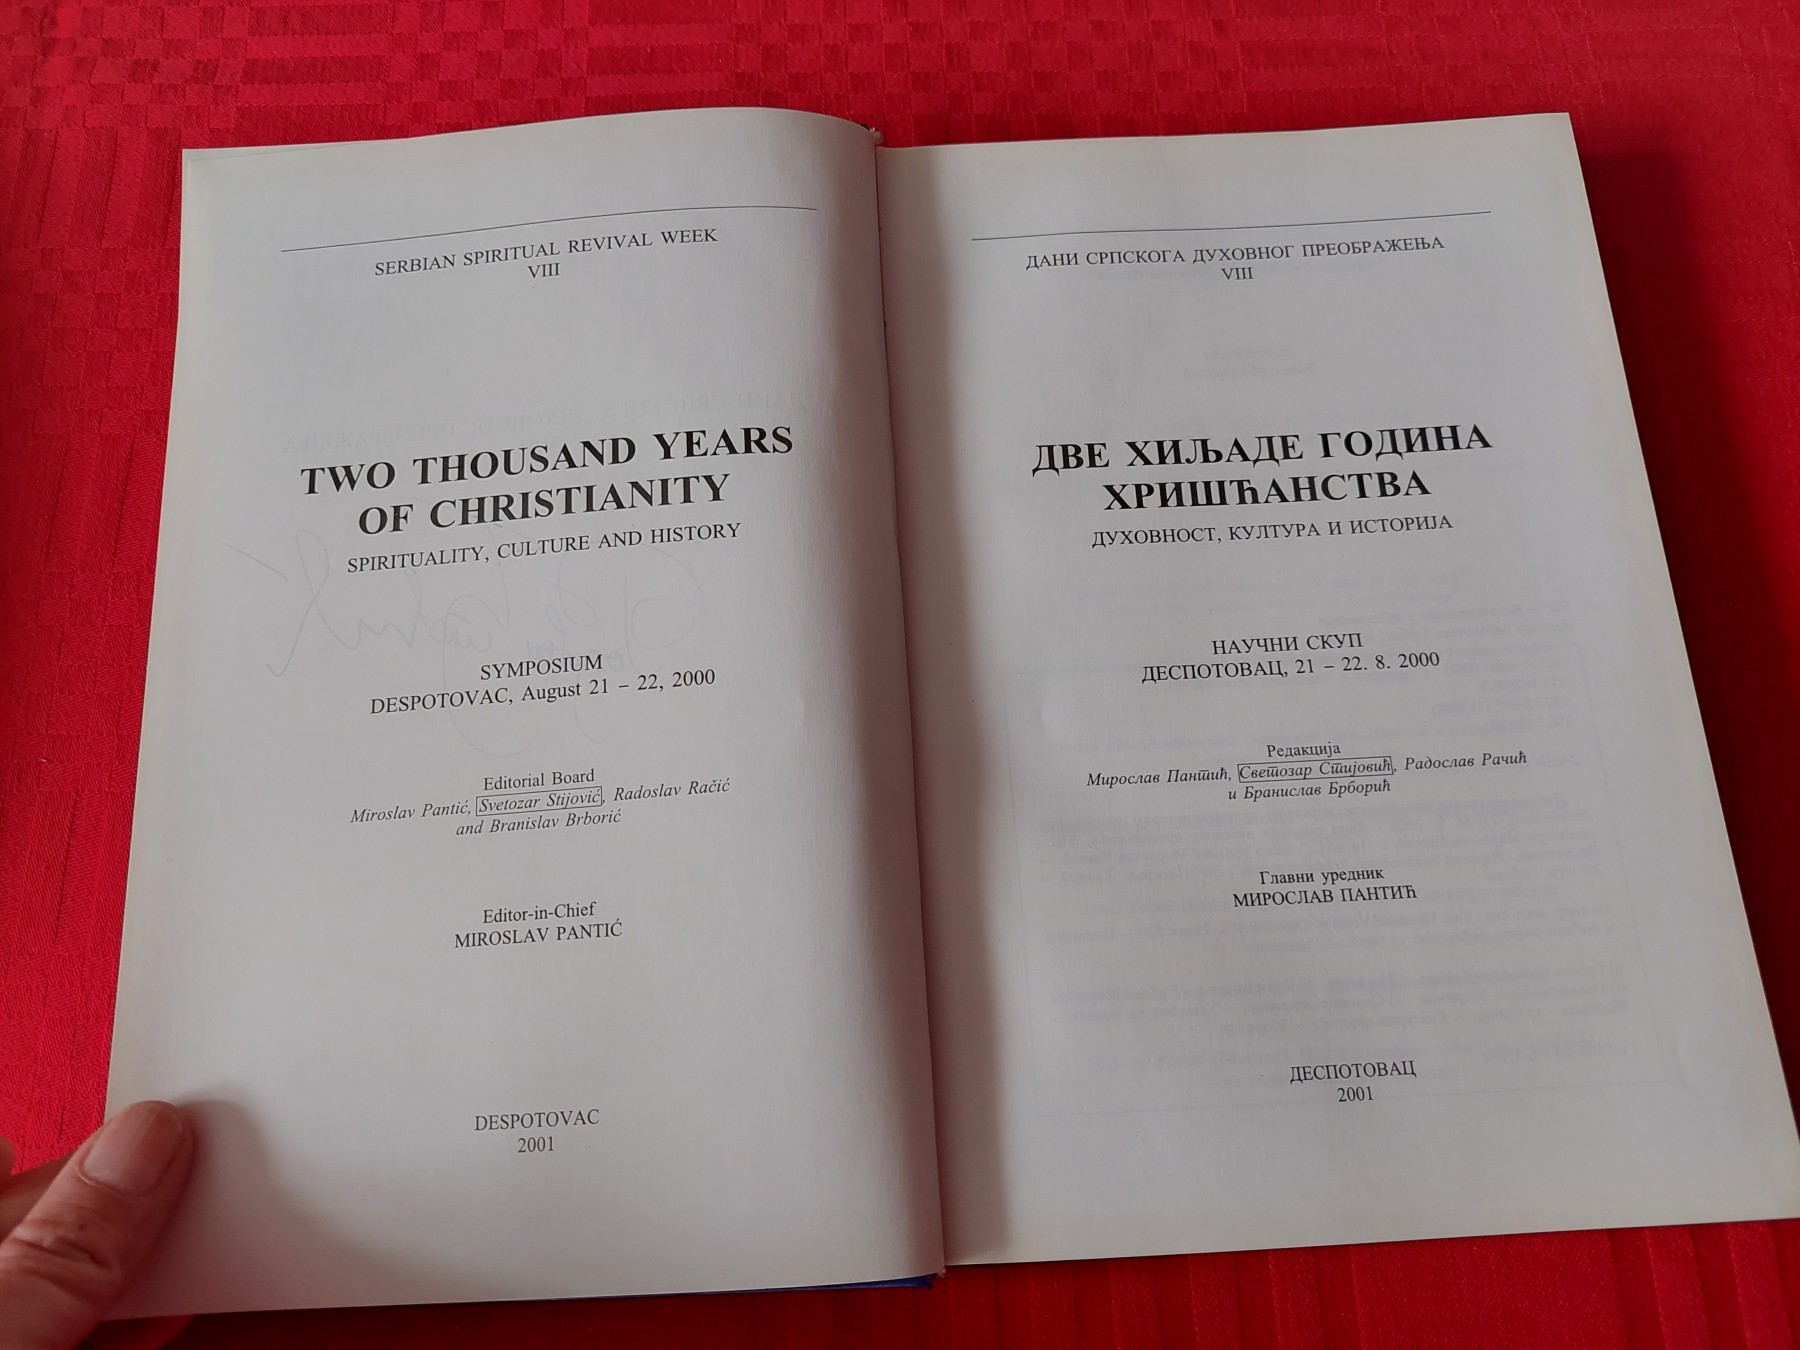 SERBIAN SPIRITUAL REVIVAL WEEK
VIII
TWO THOUSAND YEARS
OF CHRISTIANITY
SPIRITUALITY, CULTURE AND HISTORY
SYMPOSIUM
DESPOTOVAC, August 21 – 22, 2000
Editorial Board
Miroslav Pantić, Svetozar Stijović, Radoslav Račić
and Branislav Brborić
Editor-in-Chief
MIROSLAV PANTIĆ
DESPOTOVAC
2001
ДАНИ СРПСКОГА ДУХОВНОГ ПРЕОБРАЖЕЊА
VIII
ДВЕ ХИЉАДЕ ГОДИНА
ХРИШЋАНСТВА
ДУХОВНОСТ, КУЛТУРА И ИСТОРИЈА
НАУЧНИ СКУП
ДЕСПОТОВАЦ, 21 – 22. 8. 2000
Редакција
Мирослав Пантић, Светозар Стијовић, Радослав Рачић
и Бранислав Брборић
Главни уредник
МИРОСЛАВ ПАНТИЋ
ДЕСПОТОВАЦ
2001